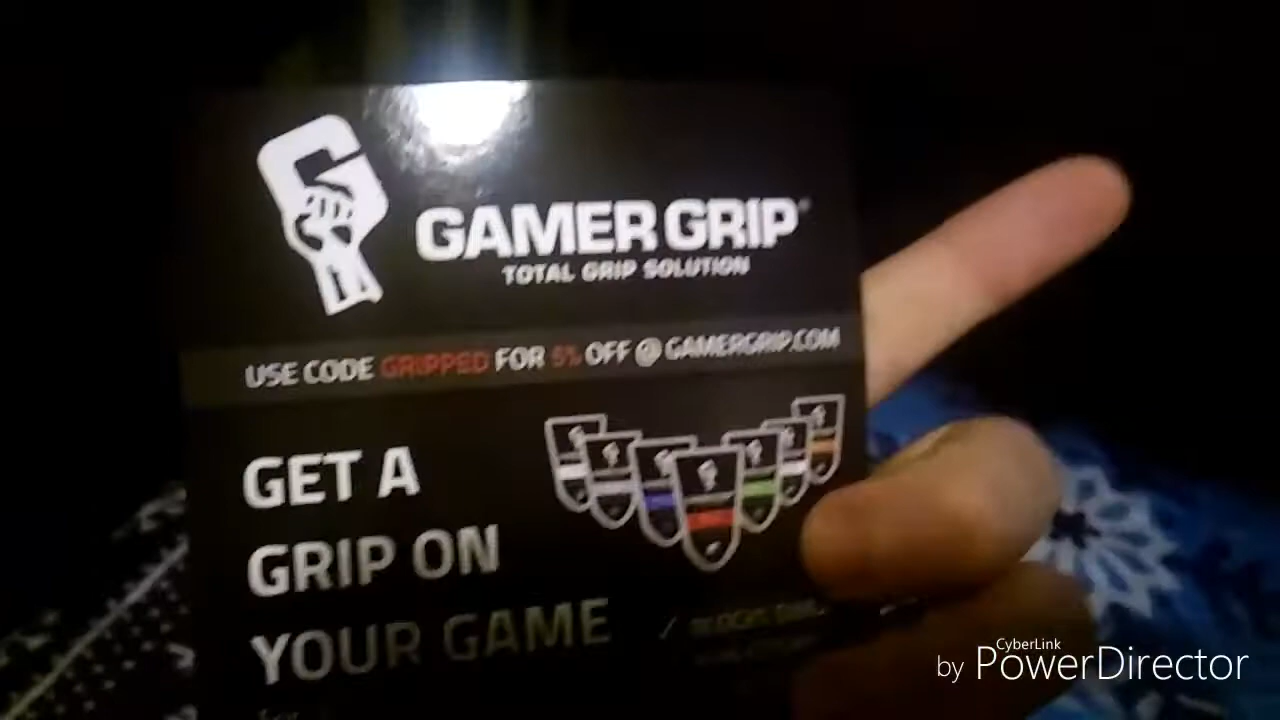 GAMER GRIP®
TOTAL GRIP SOLUTION
USE CODE GRIPPED FOR 5% OFF @ GAMERGRIP.COM
GET A
GRIP ON
YOUR GAME
✓ BLOCKS
CyberLink
by PowerDirector